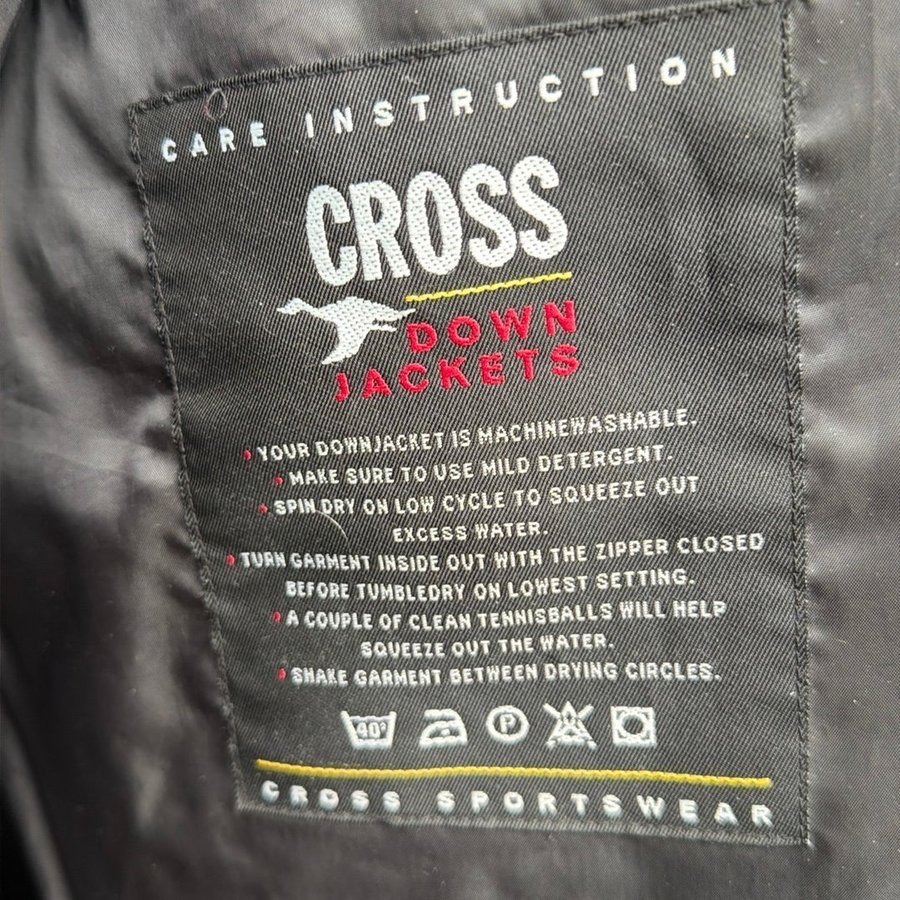 CARE INSTRUCTION
CROSS
DOWN
JACKETS
• YOUR DOWNJACKET IS MACHINEWASHABLE.
• MAKE SURE TO USE MILD DETERGENT.
• SPIN DRY ON LOW CYCLE TO SQUEEZE OUT
EXCESS WATER.
• TURN GARMENT INSIDE OUT WITH THE ZIPPER CLOSED
BEFORE TUMBLEDRY ON LOWEST SETTING.
• A COUPLE OF CLEAN TENNISBALLS WILL HELP
SQUEEZE OUT THE WATER.
• SHAKE GARMENT BETWEEN DRYING CIRCLES.
40° P
CROSS SPORTSWEAR